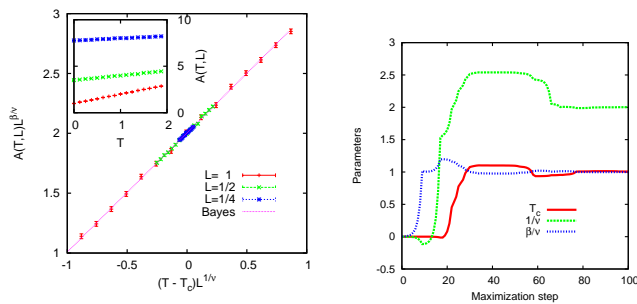 A(T,L)L^{β/ν}
3
2.5
2
1.5
1
-1
-0.5
0
0.5
1
(T - T_c)L^{1/ν}
10
5
0
A(T,L)
0
1
2
T
L= 1
L=1/2
L=1/4
Bayes
Parameters
3.5
3
2.5
2
1.5
1
0.5
0
-0.5
0
20
40
60
80
100
Maximization step
T_c
1/ν
β/ν